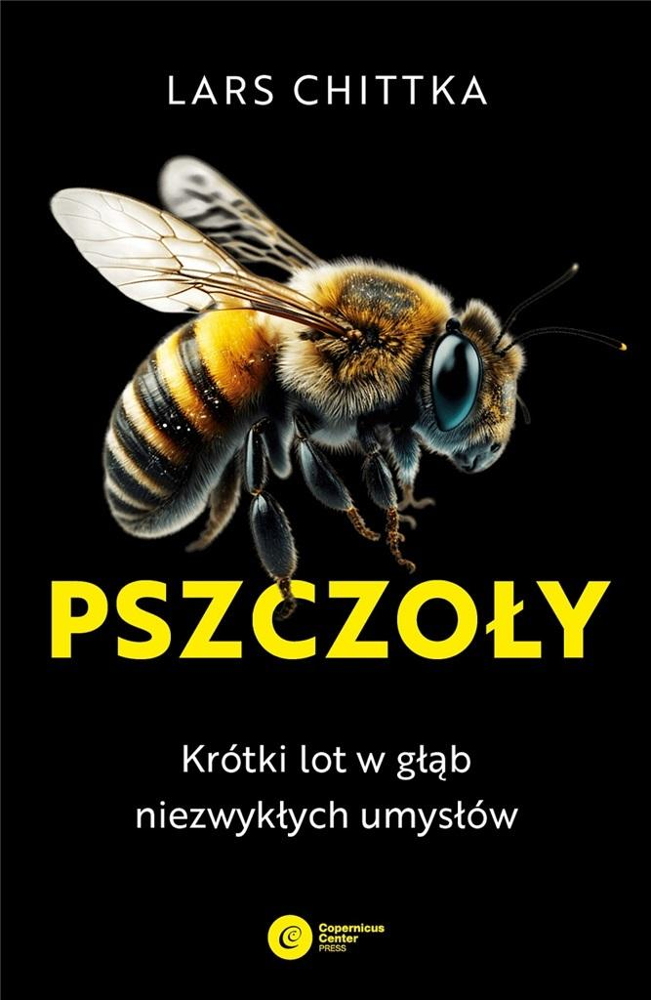 LARS CHITTKA
PSZCZOŁY
Krótki lot w głąb
niezwykłych umysłów
Copernicus
Center
PRESS